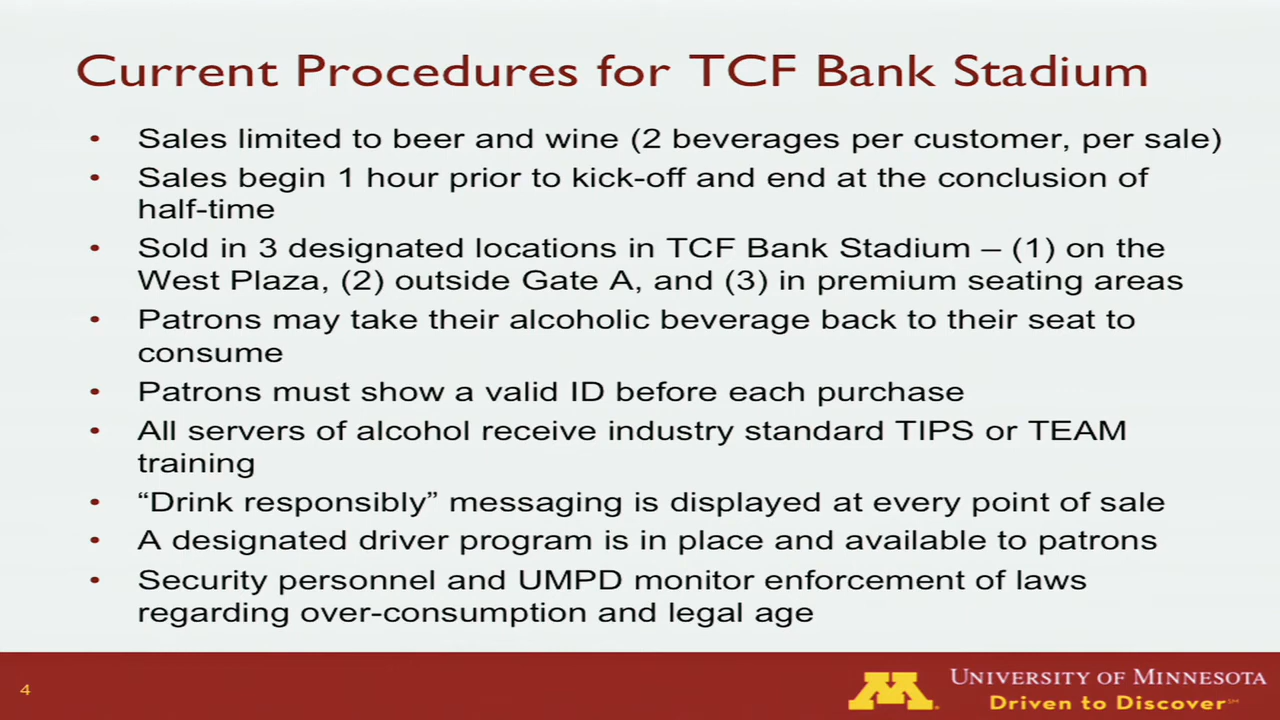 Current Procedures for TCF Bank Stadium
• Sales limited to beer and wine (2 beverages per customer, per sale)
• Sales begin 1 hour prior to kick-off and end at the conclusion of
half-time
• Sold in 3 designated locations in TCF Bank Stadium – (1) on the
West Plaza, (2) outside Gate A, and (3) in premium seating areas
• Patrons may take their alcoholic beverage back to their seat to
consume
• Patrons must show a valid ID before each purchase
• All servers of alcohol receive industry standard TIPS or TEAM
training
• “Drink responsibly” messaging is displayed at every point of sale
• A designated driver program is in place and available to patrons
• Security personnel and UMPD monitor enforcement of laws
regarding over-consumption and legal age
4
M
UNIVERSITY OF MINNESOTA
Driven to Discover℠